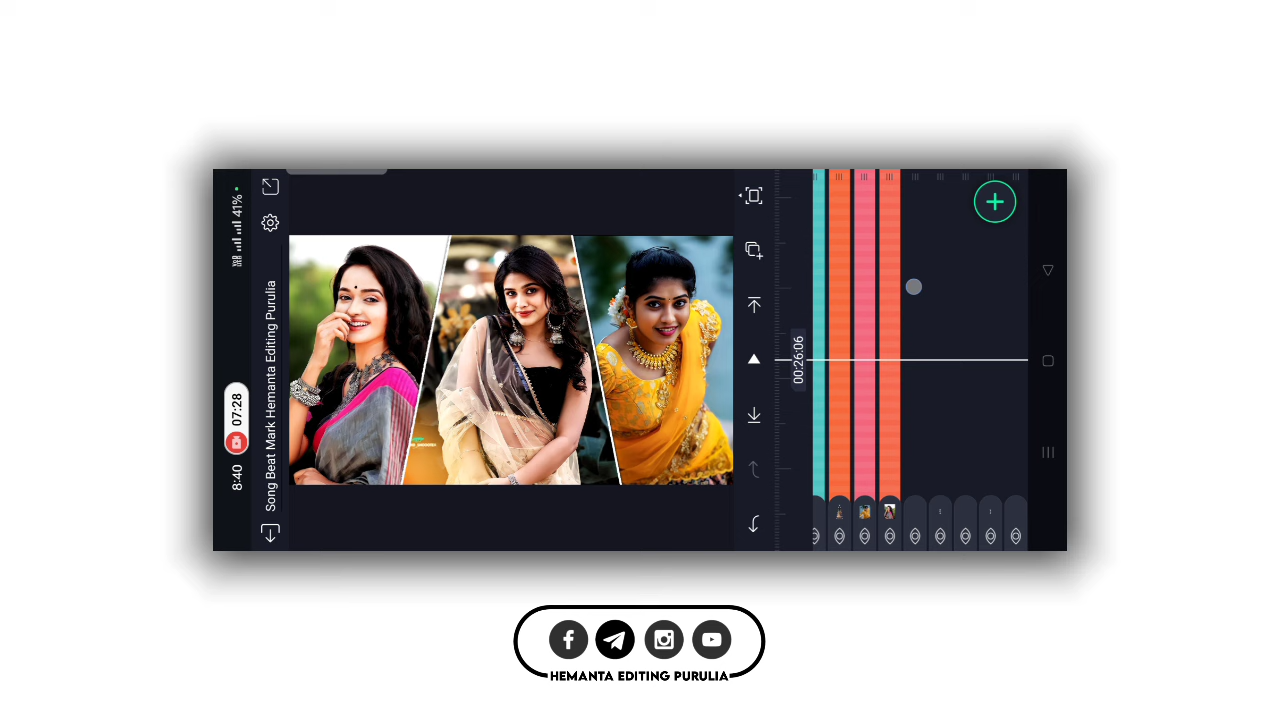 8:40 07:28 41%
Song Beat Mark Hemanta Editing Purulia
00:26:06
HEMANTA EDITING PURULIA